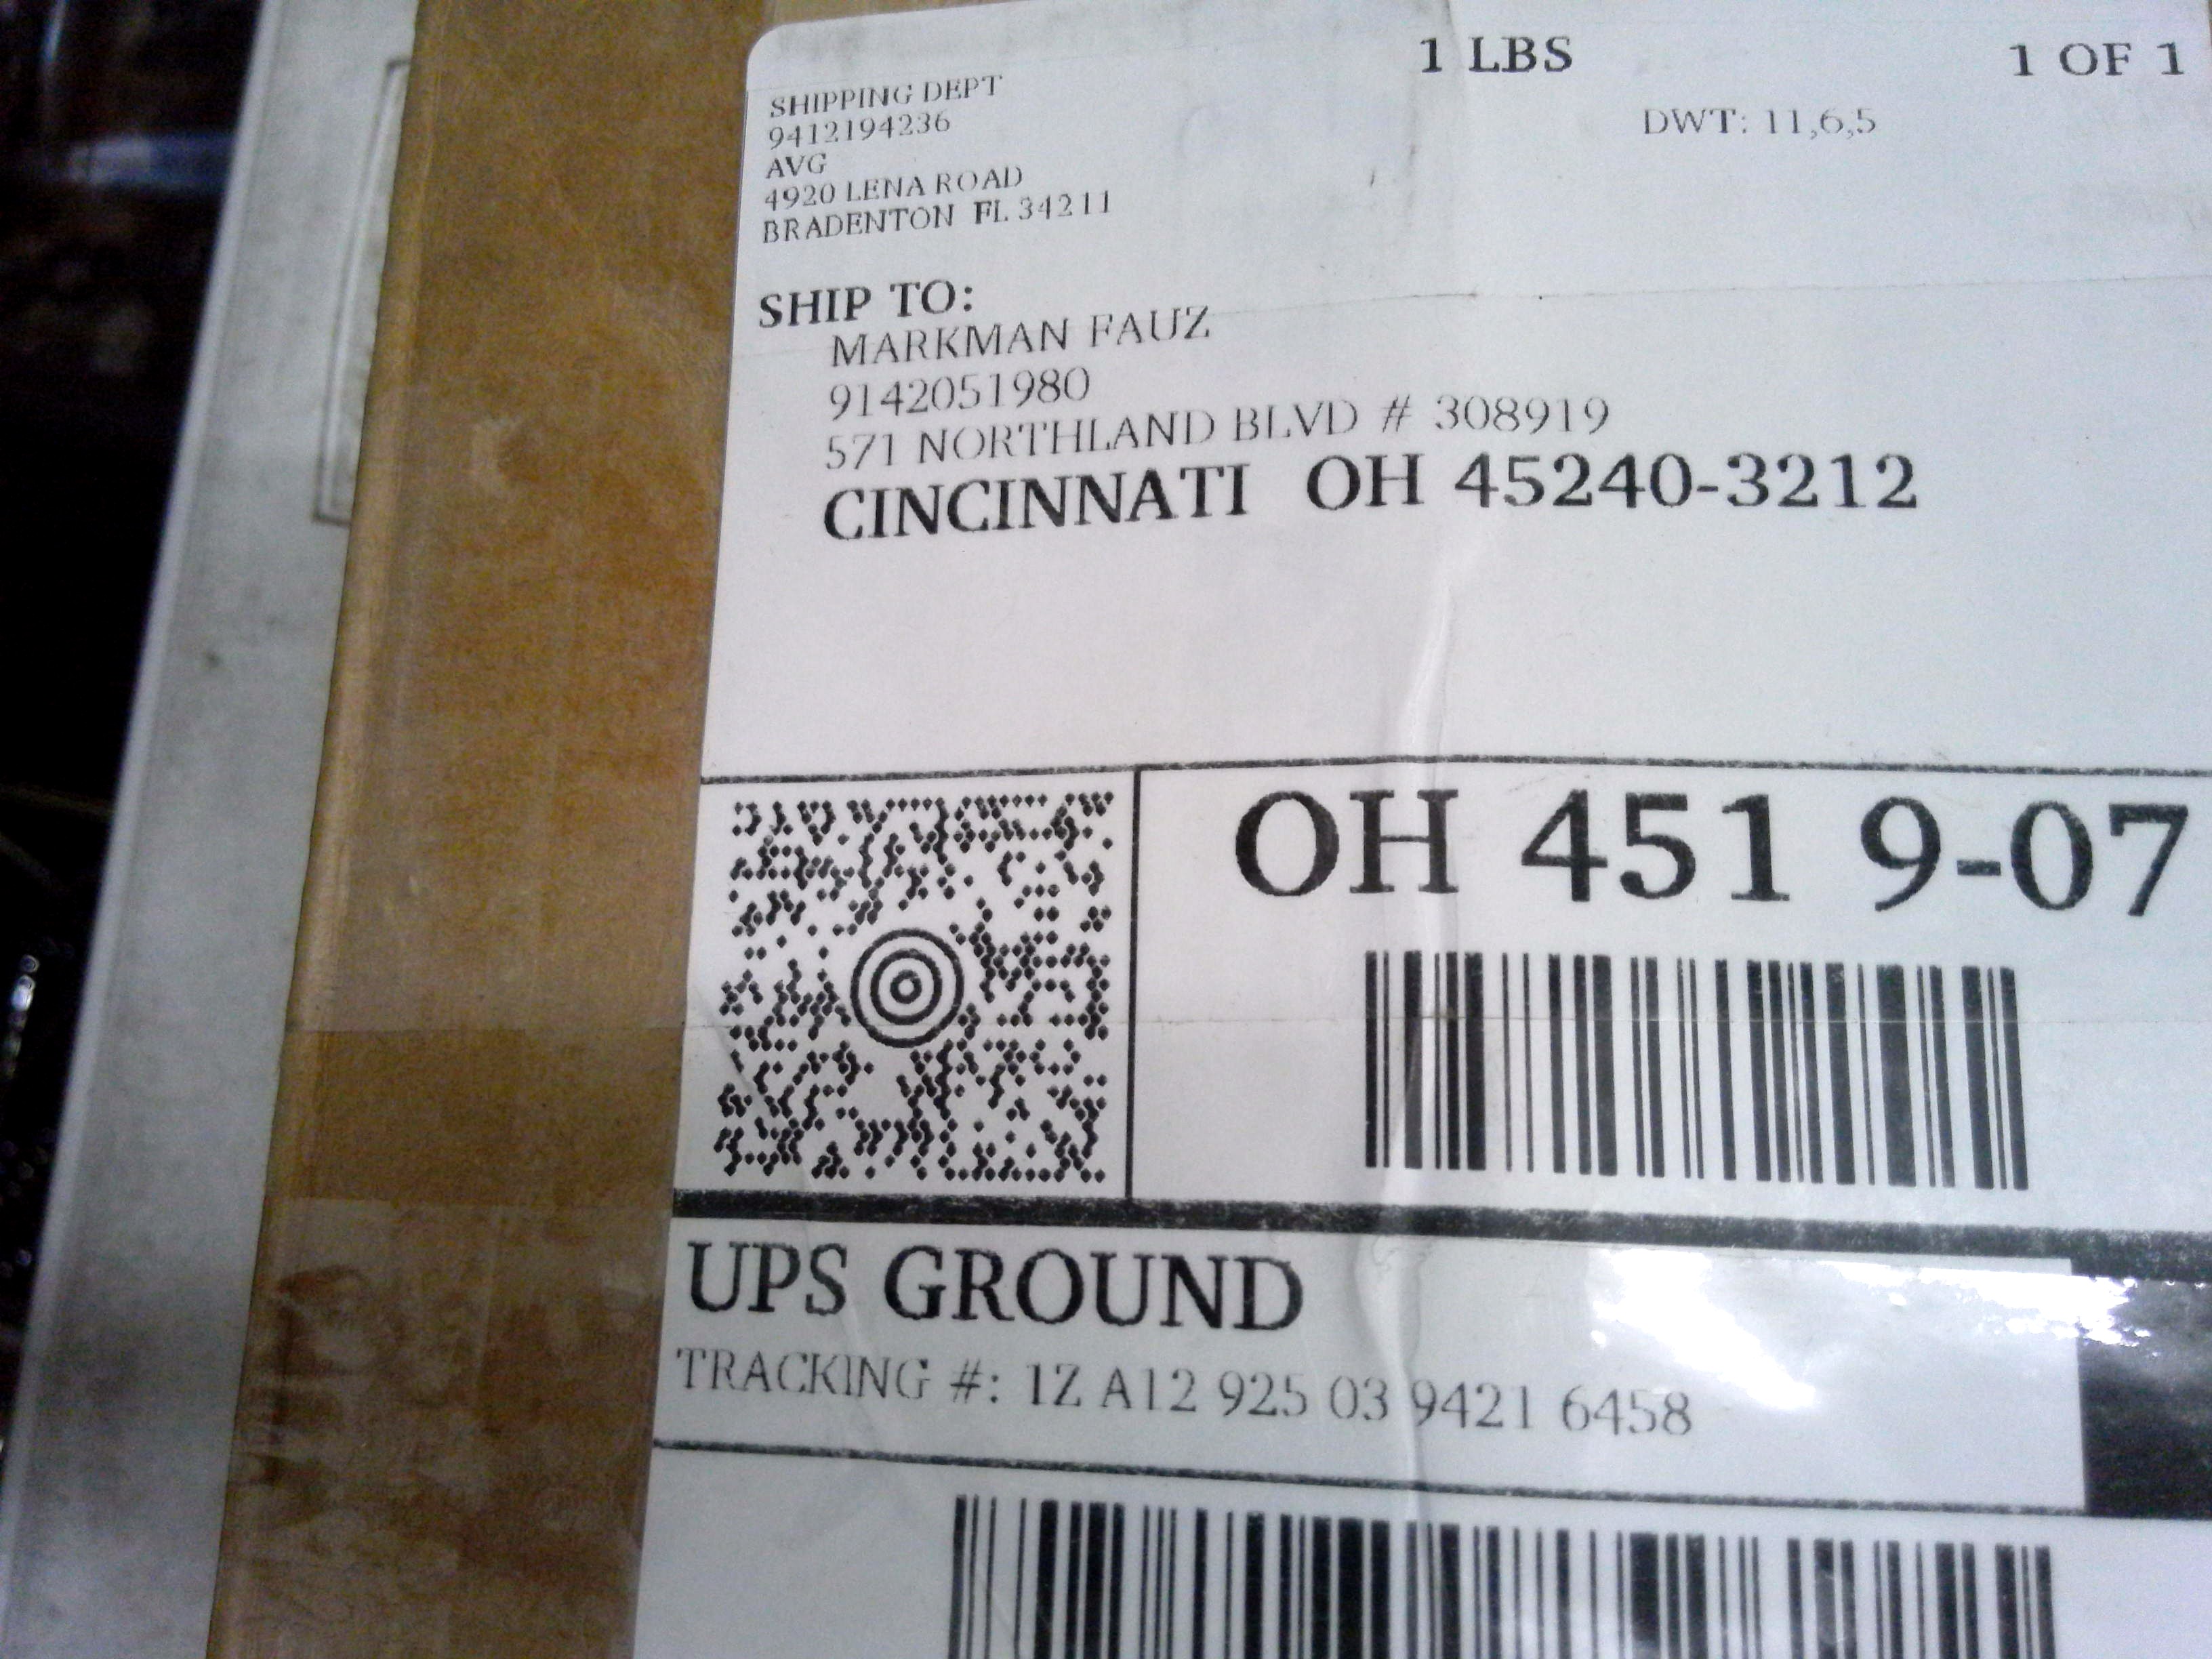 1 LBS
1 OF 1
SHIPPING DEPT
9412194236
AVG
4920 LENA ROAD
BRADENTON FL 34211
DWT: 11,6,5
SHIP TO:
MARKMAN FAUZ
9142051980
571 NORTHLAND BLVD # 308919
CINCINNATI OH 45240-3212
OH 451 9-07
UPS GROUND
TRACKING #: 1Z A12 925 03 9421 6458